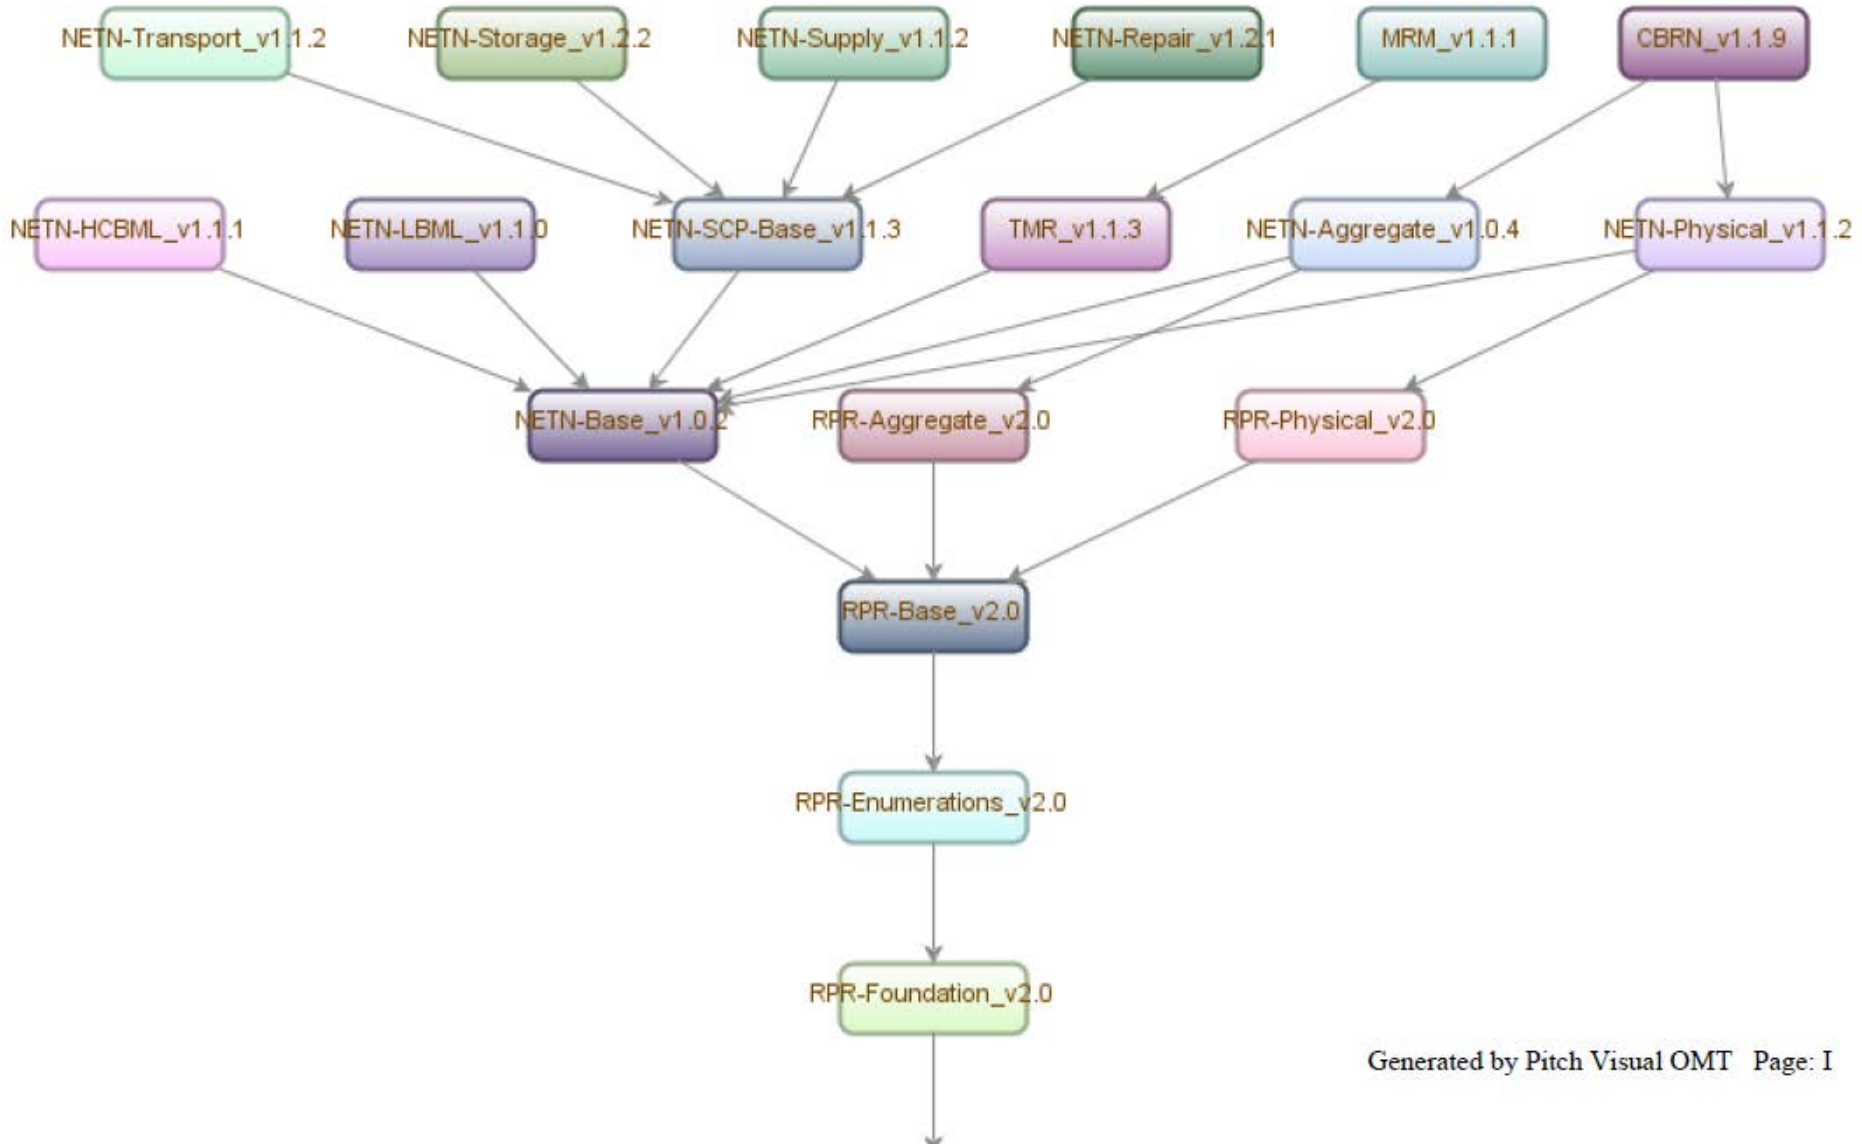 NETN-Transport_v1.1.2
NETN-Storage_v1.2.2
NETN-Supply_v1.1.2
NETN-Repair_v1.2.1
MRM_v1.1.1
CBRN_v1.1.9
NETN-HCBML_v1.1.1
NETN-LBML_v1.1.0
NETN-SCP-Base_v1.1.3
TMR_v1.1.3
NETN-Aggregate_v1.0.4
NETN-Physical_v1.1.2
NETN-Base_v1.0.2
RPR-Aggregate_v2.0
RPR-Physical_v2.0
RPR-Base_v2.0
RPR-Enumerations_v2.0
RPR-Foundation_v2.0
Generated by Pitch Visual OMT Page: I